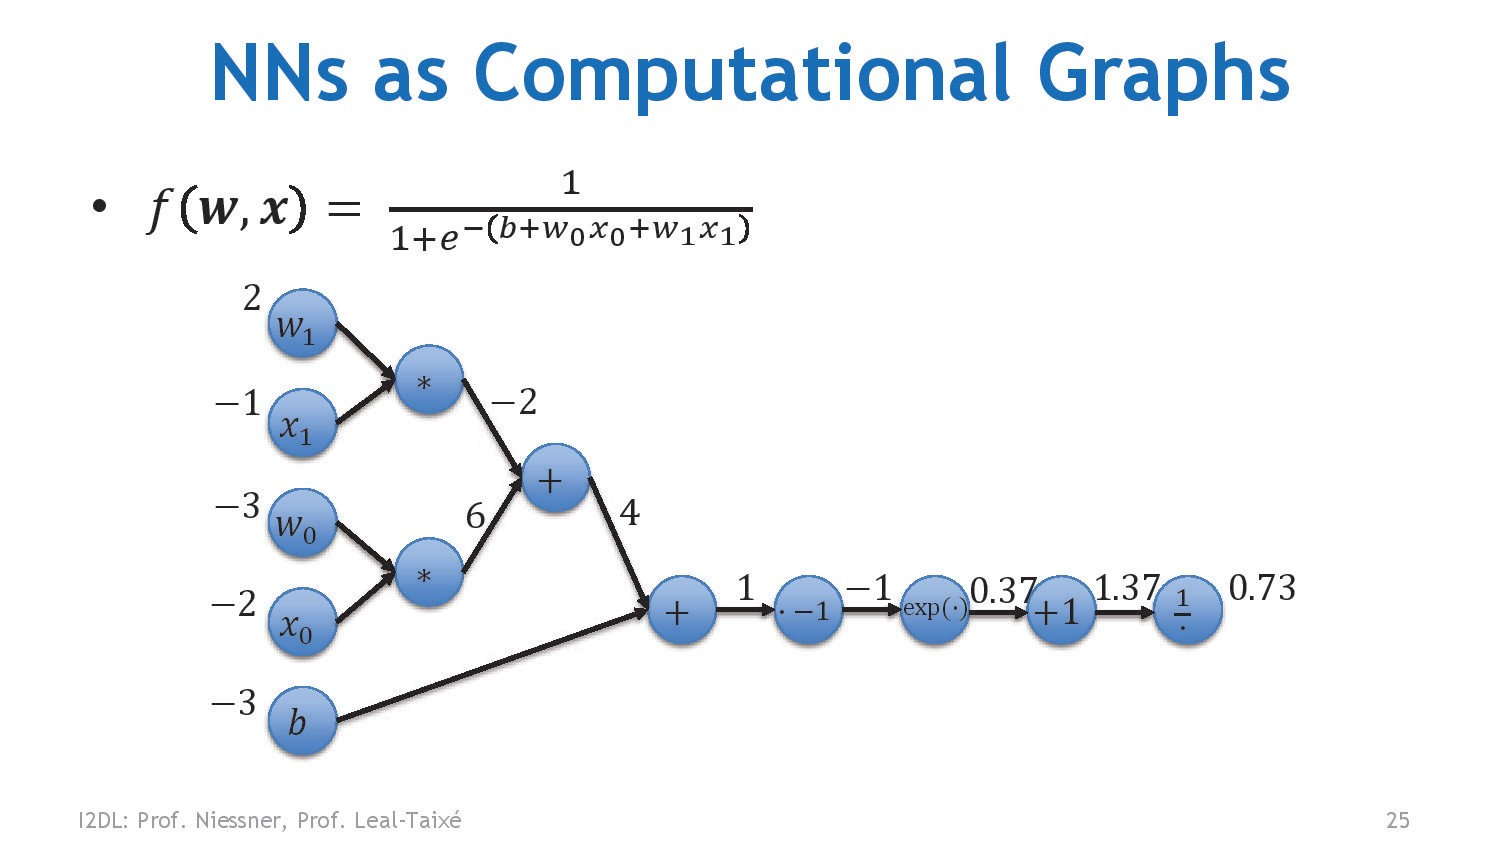 NNs as Computational Graphs
• f(w, x) = 1 / 1+e^−(b+w₀x₀+w₁x₁)
2
w₁
∗
−1
x₁
−2
+
−3
w₀
6
4
∗
−2
x₀
+
1
· −1
−1
exp(·)
0.37
+1
1.37
1/·
0.73
−3
b
I2DL: Prof. Niessner, Prof. Leal-Taixé
25